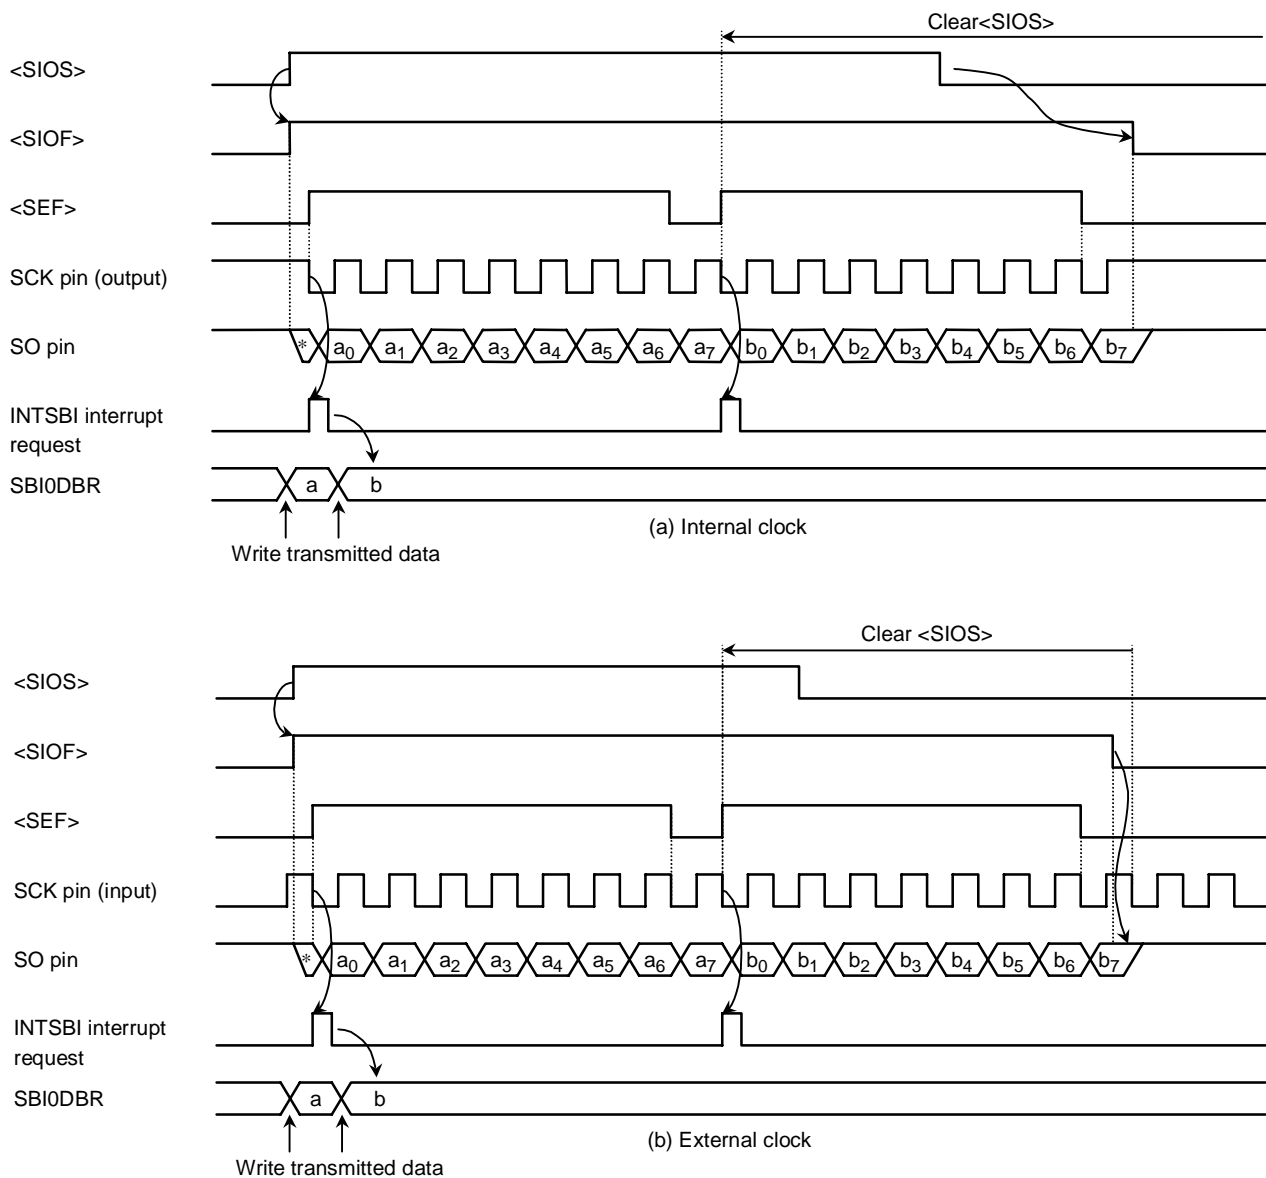 Clear<SIOS>
<SIOS>
<SIOF>
<SEF>
SCK pin (output)
SO pin
* a0 a1 a2 a3 a4 a5 a6 a7 b0 b1 b2 b3 b4 b5 b6 b7
INTSBI interrupt
request
SBI0DBR
a b
(a) Internal clock
Write transmitted data
Clear <SIOS>
<SIOS>
<SIOF>
<SEF>
SCK pin (input)
SO pin
* a0 a1 a2 a3 a4 a5 a6 a7 b0 b1 b2 b3 b4 b5 b6 b7
INTSBI interrupt
request
SBI0DBR
a b
(b) External clock
Write transmitted data